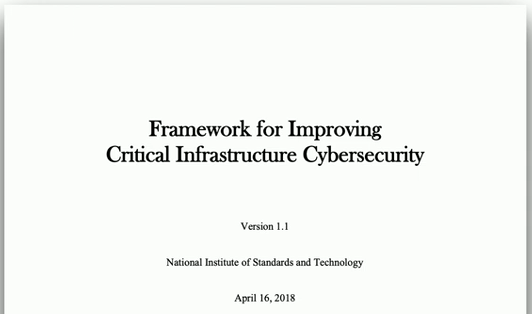 Framework for Improving
Critical Infrastructure Cybersecurity
Version 1.1
National Institute of Standards and Technology
April 16, 2018